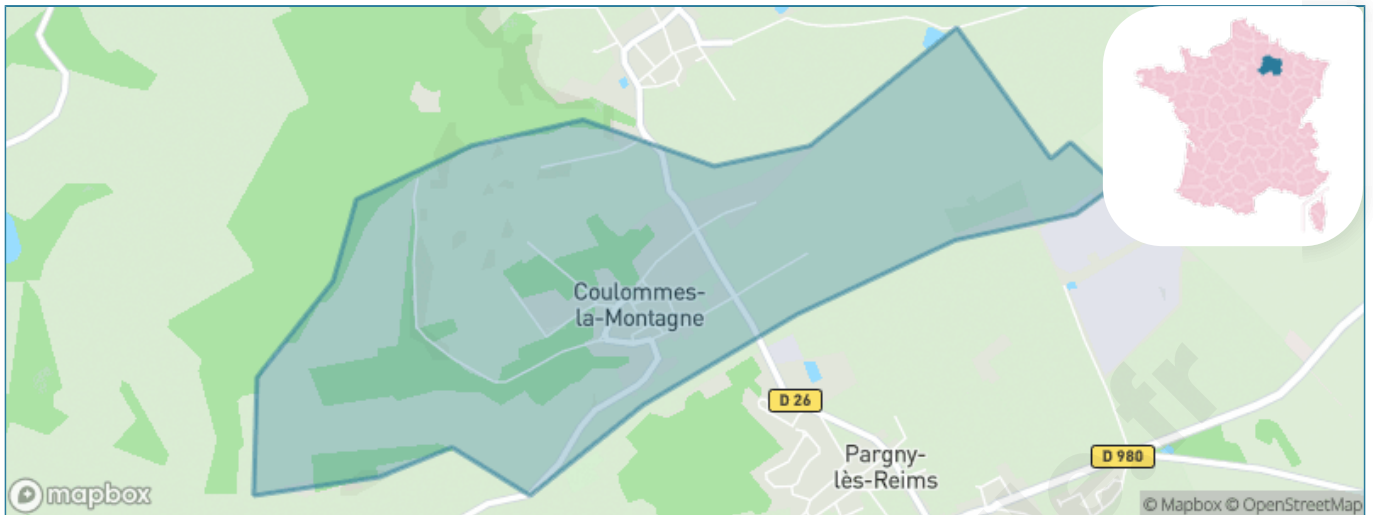 Coulommes-
la-Montagne
D 26
Pargny-
lès-Reims
D 980
mapbox
© Mapbox © OpenStreetMap